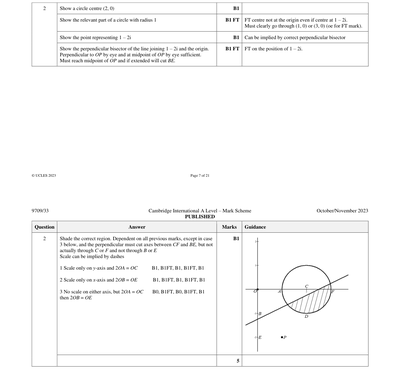 2 Show a circle centre (2, 0) B1
Show the relevant part of a circle with radius 1 B1 FT FT centre not at the origin even if centre at 1 – 2i.
Must clearly go through (1, 0) or (3, 0) (or for FT mark).
Show the point representing 1 – 2i B1 Can be implied by correct perpendicular bisector
Show the perpendicular bisector of the line joining 1 – 2i and the origin. B1 FT FT on the position of 1 – 2i.
Perpendicular to OP by eye and at midpoint of OP by eye sufficient.
Must reach midpoint of OP and if extended will cut BE.
© UCLES 2023 Page 7 of 21
9709/33 Cambridge International A Level – Mark Scheme October/November 2023
PUBLISHED
Question Answer Marks Guidance
2 Shade the correct region. Dependent on all previous marks, except in case B1
3 below, and the perpendicular must cut axes between CF and BE, but not
actually through C or F and not through B or E
Scale can be implied by dashes
1 Scale only on y-axis and 2OA = OC B1, B1FT, B1, B1FT, B1
2 Scale only on x-axis and 2OB = OE B1, B1FT, B1, B1FT, B1
3 No scale on either axis, but 2OA = OC B0, B1FT, B0, B1FT, B1
then 2OB = OE
C
O A
D
B
E P
5